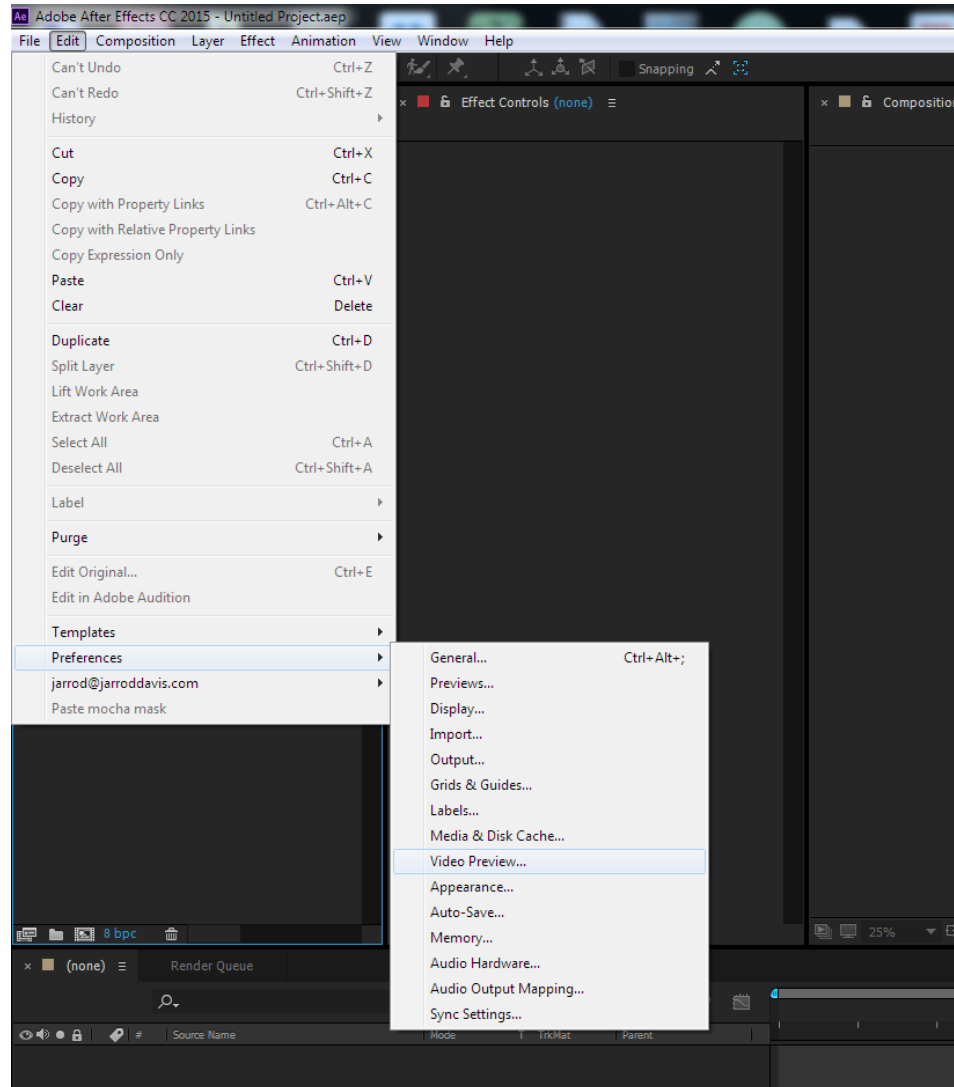 Ae Adobe After Effects CC 2015 - Untitled Project.aep
File Edit Composition Layer Effect Animation View Window Help
Snapping
Can't Undo Ctrl+Z
Can't Redo Ctrl+Shift+Z
History
Cut Ctrl+X
Copy Ctrl+C
Copy with Property Links Ctrl+Alt+C
Copy with Relative Property Links
Copy Expression Only
Paste Ctrl+V
Clear Delete
Duplicate Ctrl+D
Split Layer Ctrl+Shift+D
Lift Work Area
Extract Work Area
Select All Ctrl+A
Deselect All Ctrl+Shift+A
Label
Purge
Edit Original... Ctrl+E
Edit in Adobe Audition
Templates
Preferences
jarrod@jarroddavis.com
Paste mocha mask
Effect Controls (none)
Composition
General... Ctrl+Alt+;
Previews...
Display...
Import...
Output...
Grids & Guides...
Labels...
Media & Disk Cache...
Video Preview...
Appearance...
Auto-Save...
Memory...
Audio Hardware...
Audio Output Mapping...
Sync Settings...
8 bpc
25%
(none) Render Queue
# Source Name Mode T TrkMat Parent